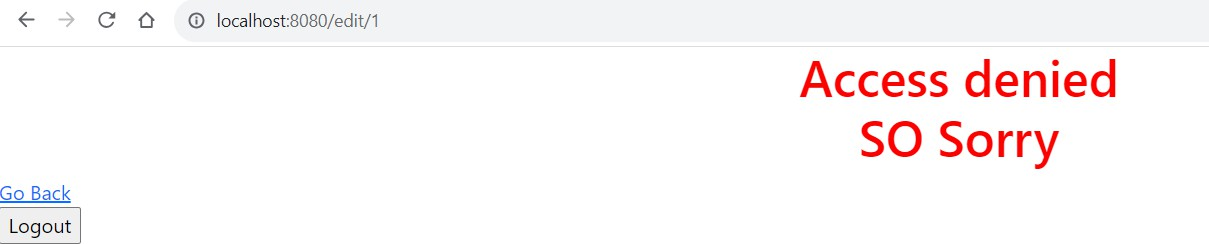 localhost:8080/edit/1
Access denied
SO Sorry
Go Back
Logout